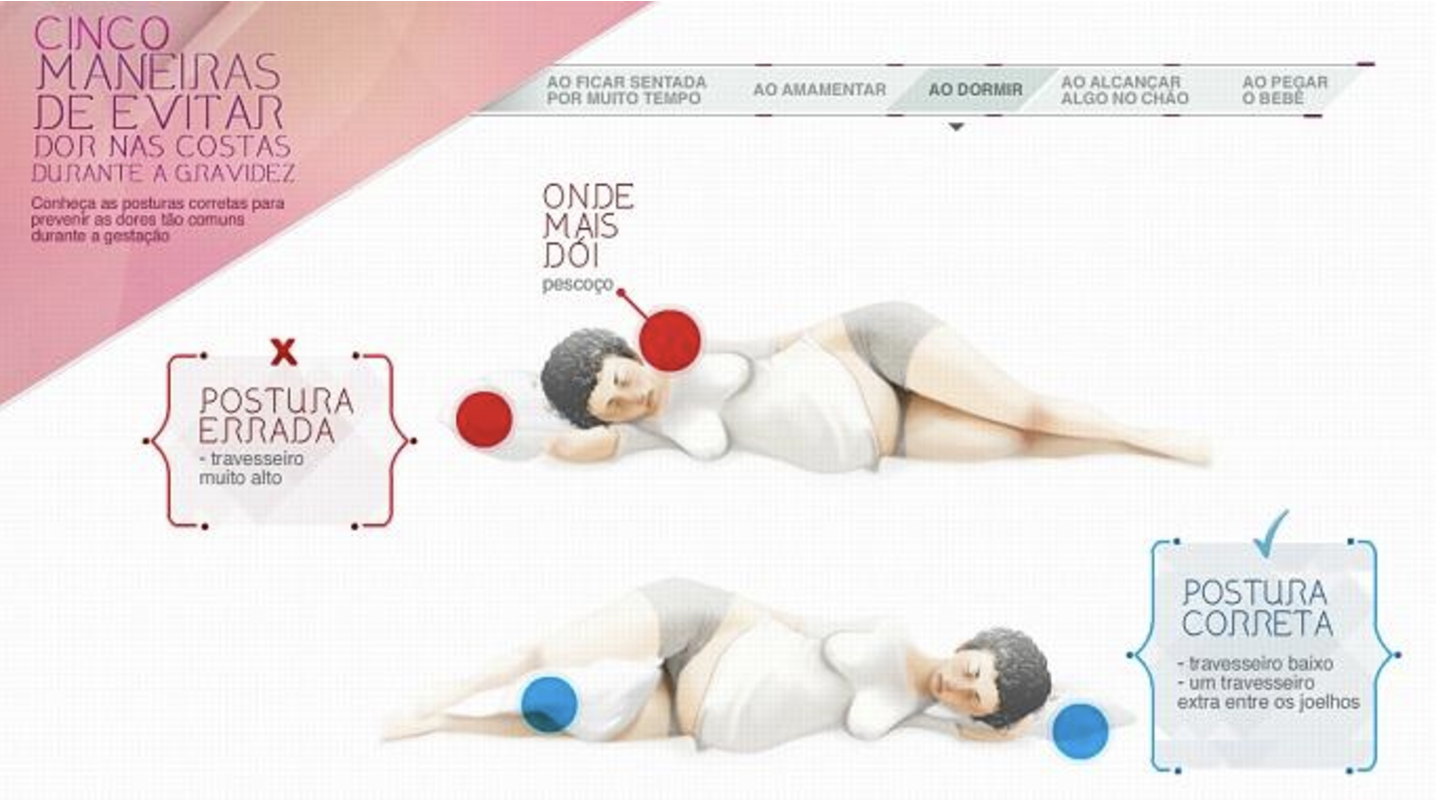 CINCO
MANEIRAS
DE EVITAR
DOR NAS COSTAS
DURANTE A GRAVIDEZ
Conheça as posturas corretas para
prevenir as dores tão comuns
durante a gestação
AO FICAR SENTADA
POR MUITO TEMPO
AO AMAMENTAR
AO DORMIR
AO ALCANÇAR
ALGO NO CHÃO
AO PEGAR
O BEBÊ
ONDE
MAIS
DÓI
pescoço
X
POSTURA
ERRADA
- travesseiro
muito alto
POSTURA
CORRETA
- travesseiro baixo
- um travesseiro
extra entre os joelhos